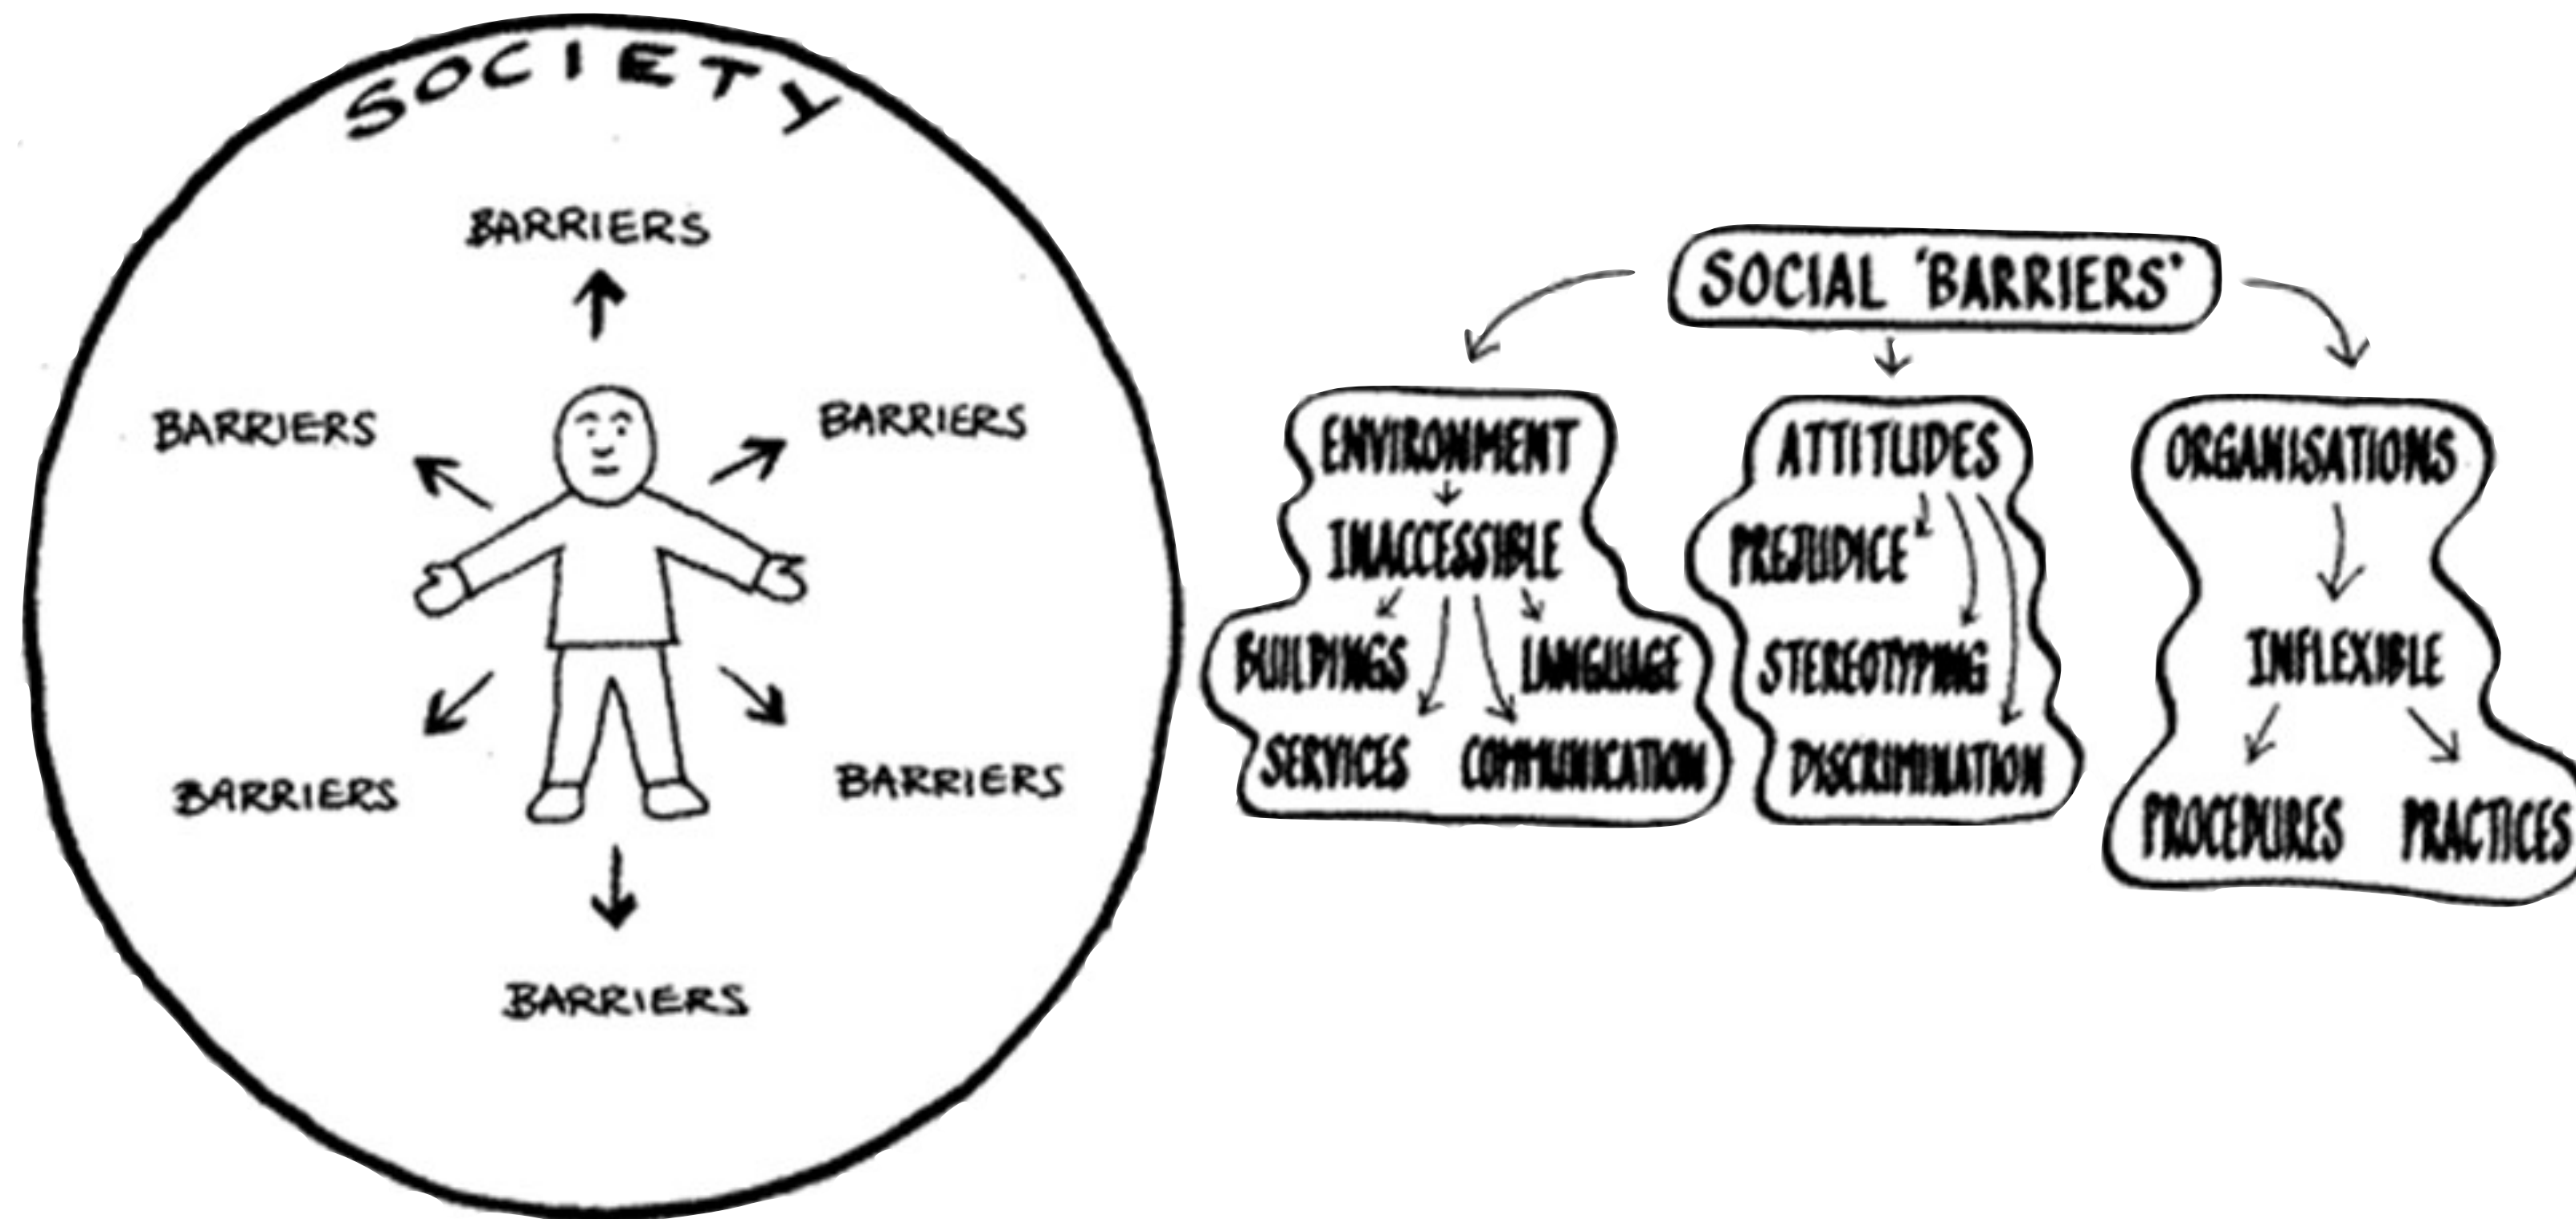 SOCIETY
BARRIERS
BARRIERS BARRIERS
BARRIERS BARRIERS
BARRIERS
SOCIAL 'BARRIERS'
ENVIRONMENT
INACCESSIBLE
BUILDINGS LANGUAGE
SERVICES COMMUNICATION
ATTITUDES
PREJUDICE
STEREOTYPING
DISCRIMINATION
ORGANISATIONS
INFLEXIBLE
PROCEDURES PRACTICES